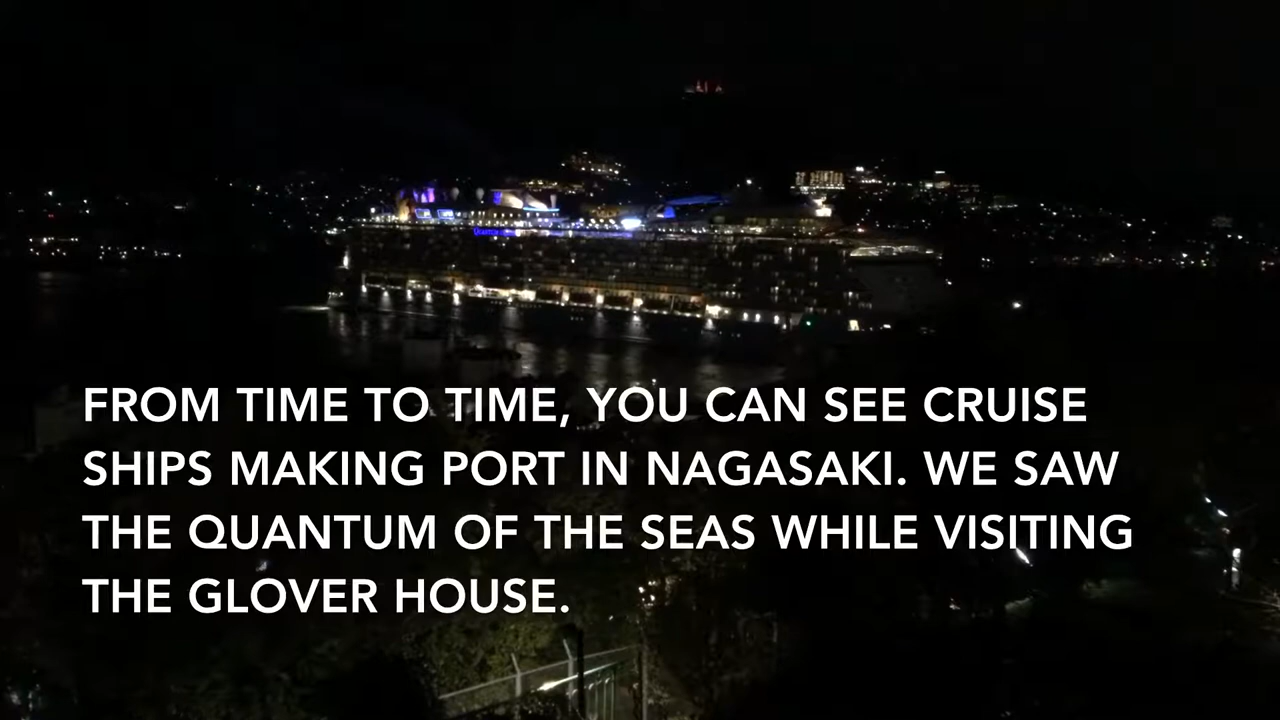 FROM TIME TO TIME, YOU CAN SEE CRUISE
SHIPS MAKING PORT IN NAGASAKI. WE SAW
THE QUANTUM OF THE SEAS WHILE VISITING
THE GLOVER HOUSE.